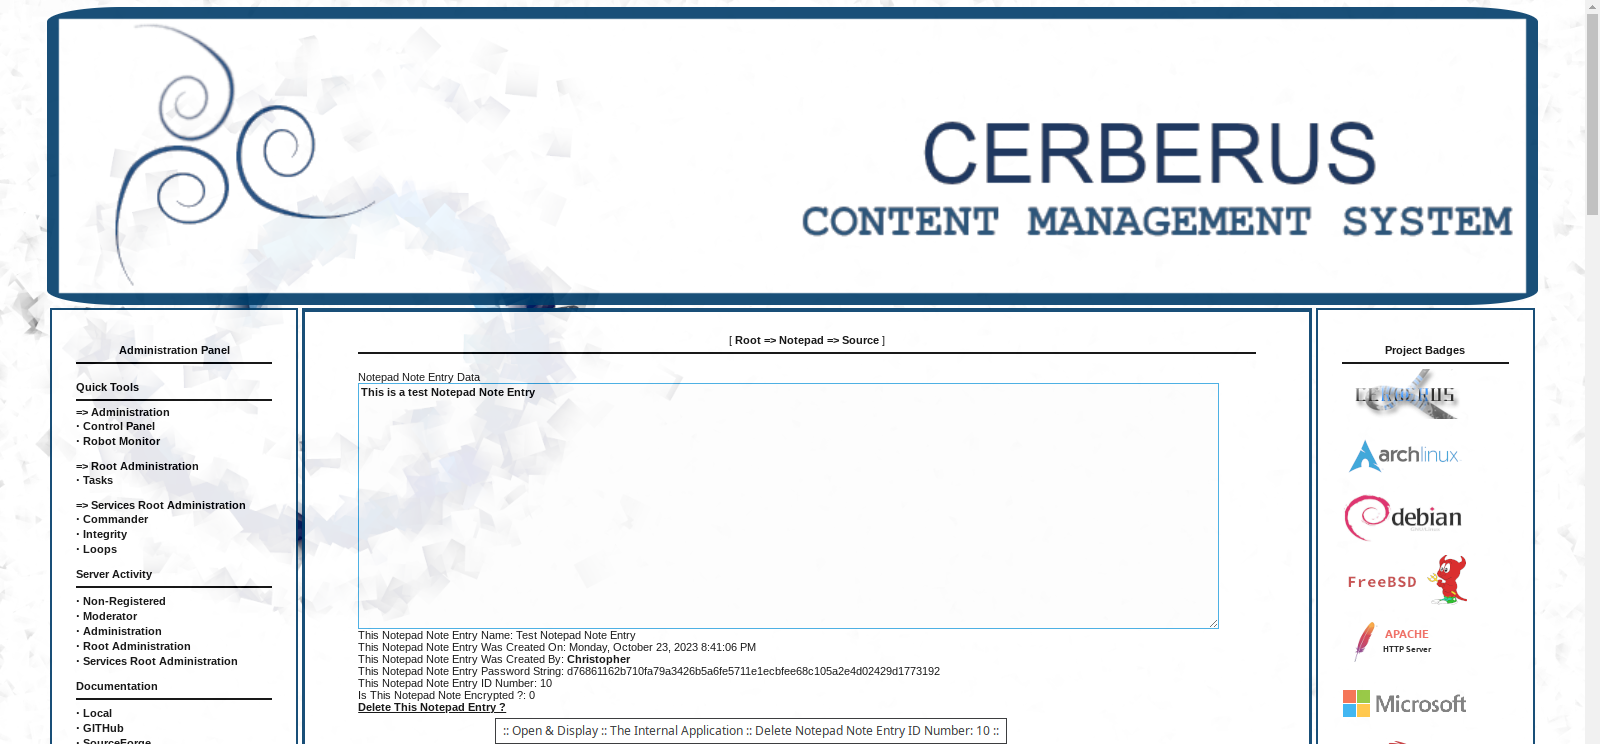 CERBERUS
CONTENT MANAGEMENT SYSTEM
Administration Panel
Quick Tools
=> Administration
· Control Panel
· Robot Monitor
=> Root Administration
· Tasks
=> Services Root Administration
· Commander
· Integrity
· Loops
Server Activity
· Non-Registered
· Moderator
· Administration
· Root Administration
· Services Root Administration
Documentation
· Local
· GITHub
· SourceForge
[ Root => Notepad => Source ]
Notepad Note Entry Data
This is a test Notepad Note Entry
This Notepad Note Entry Name: Test Notepad Note Entry
This Notepad Note Entry Was Created On: Monday, October 23, 2023 8:41:06 PM
This Notepad Note Entry Was Created By: Christopher
This Notepad Note Entry Password String: d76861162b710fa79a3426b5a6fe5711e1ecbfee68c105a2e4d02429d1773192
This Notepad Note Entry ID Number: 10
Is This Notepad Note Encrypted ?: 0
Delete This Notepad Entry ?
:: Open & Display :: The Internal Application :: Delete Notepad Note Entry ID Number: 10 ::
Project Badges
CERBERUS
archlinux
debian
FreeBSD
APACHE
HTTP Server
Microsoft